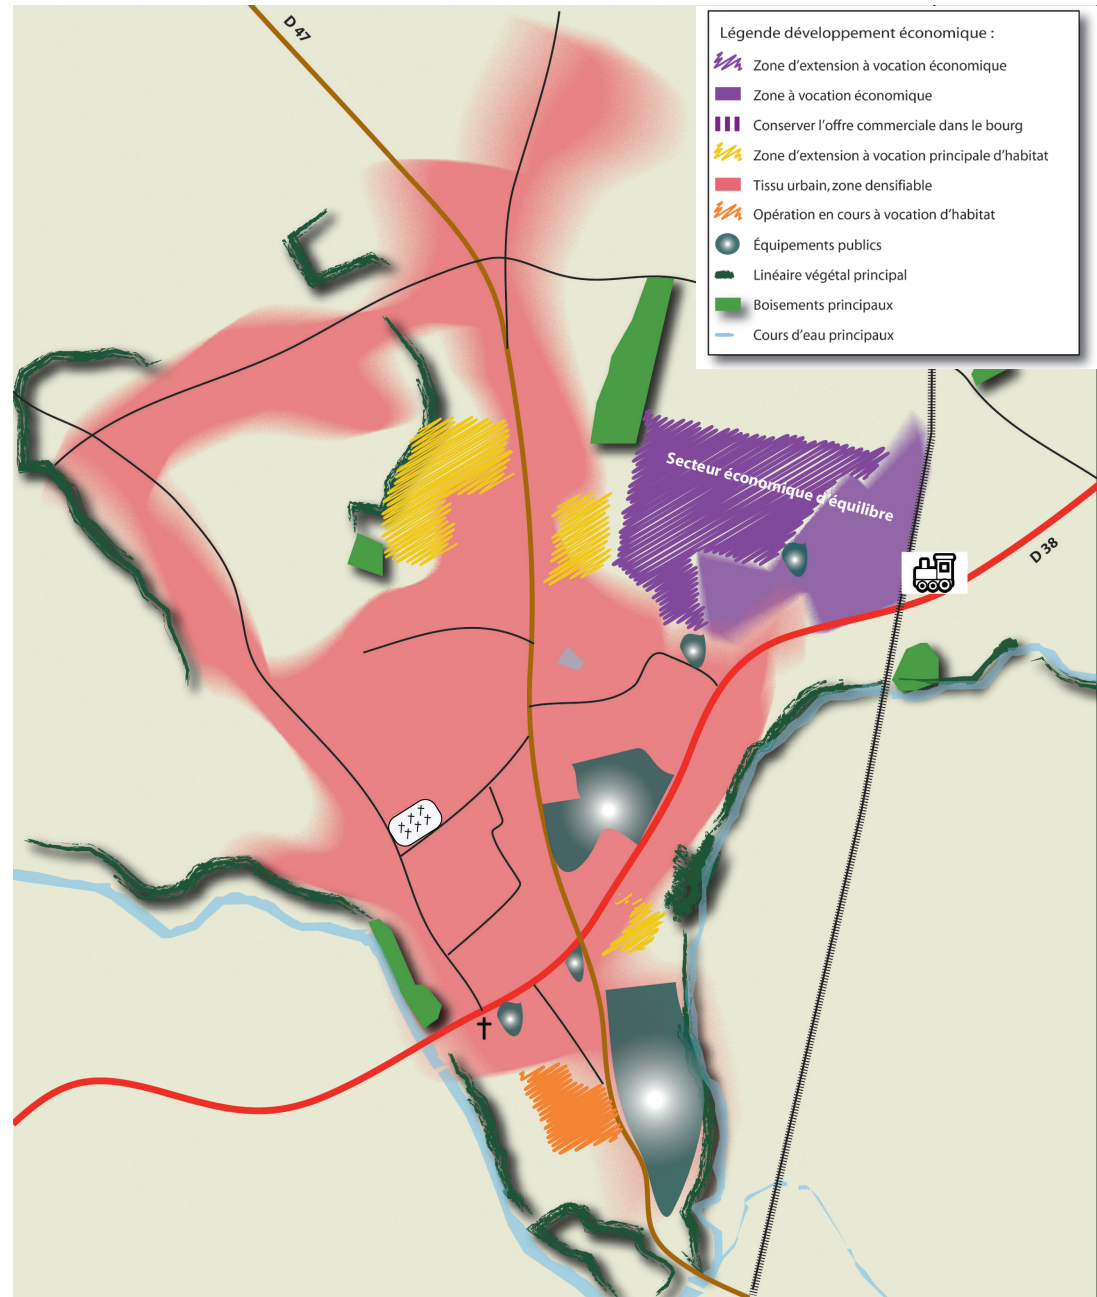 D 47
Légende développement économique :
Zone d'extension à vocation économique
Zone à vocation économique
Conserver l'offre commerciale dans le bourg
Zone d'extension à vocation principale d'habitat
Tissu urbain, zone densifiable
Opération en cours à vocation d'habitat
Équipements publics
Linéaire végétal principal
Boisements principaux
Cours d'eau principaux
Secteur économique d'équilibre
D 38